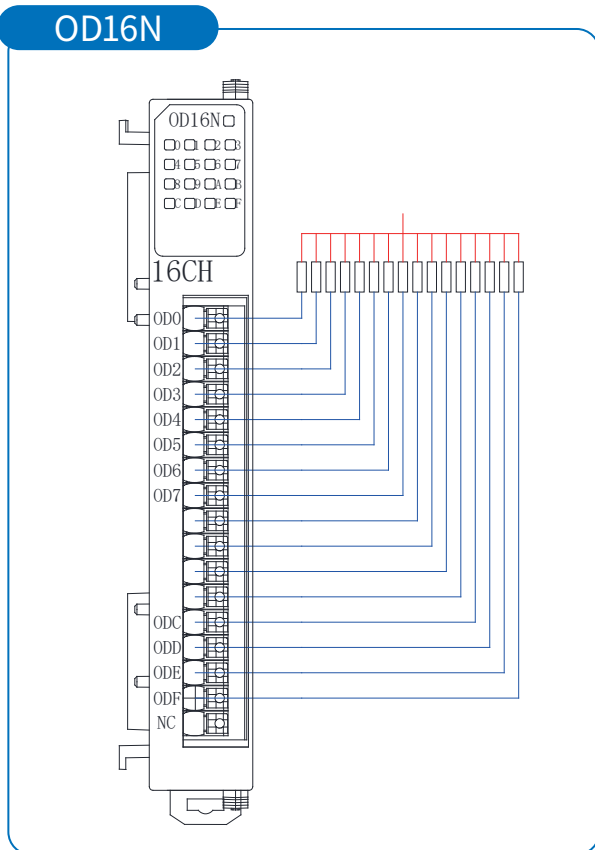 OD16N
OD16N
0 1 2 3
4 5 6 7
8 9 A B
C D E F
16CH
OD0
OD1
OD2
OD3
OD4
OD5
OD6
OD7
ODC
ODD
ODE
ODF
NC